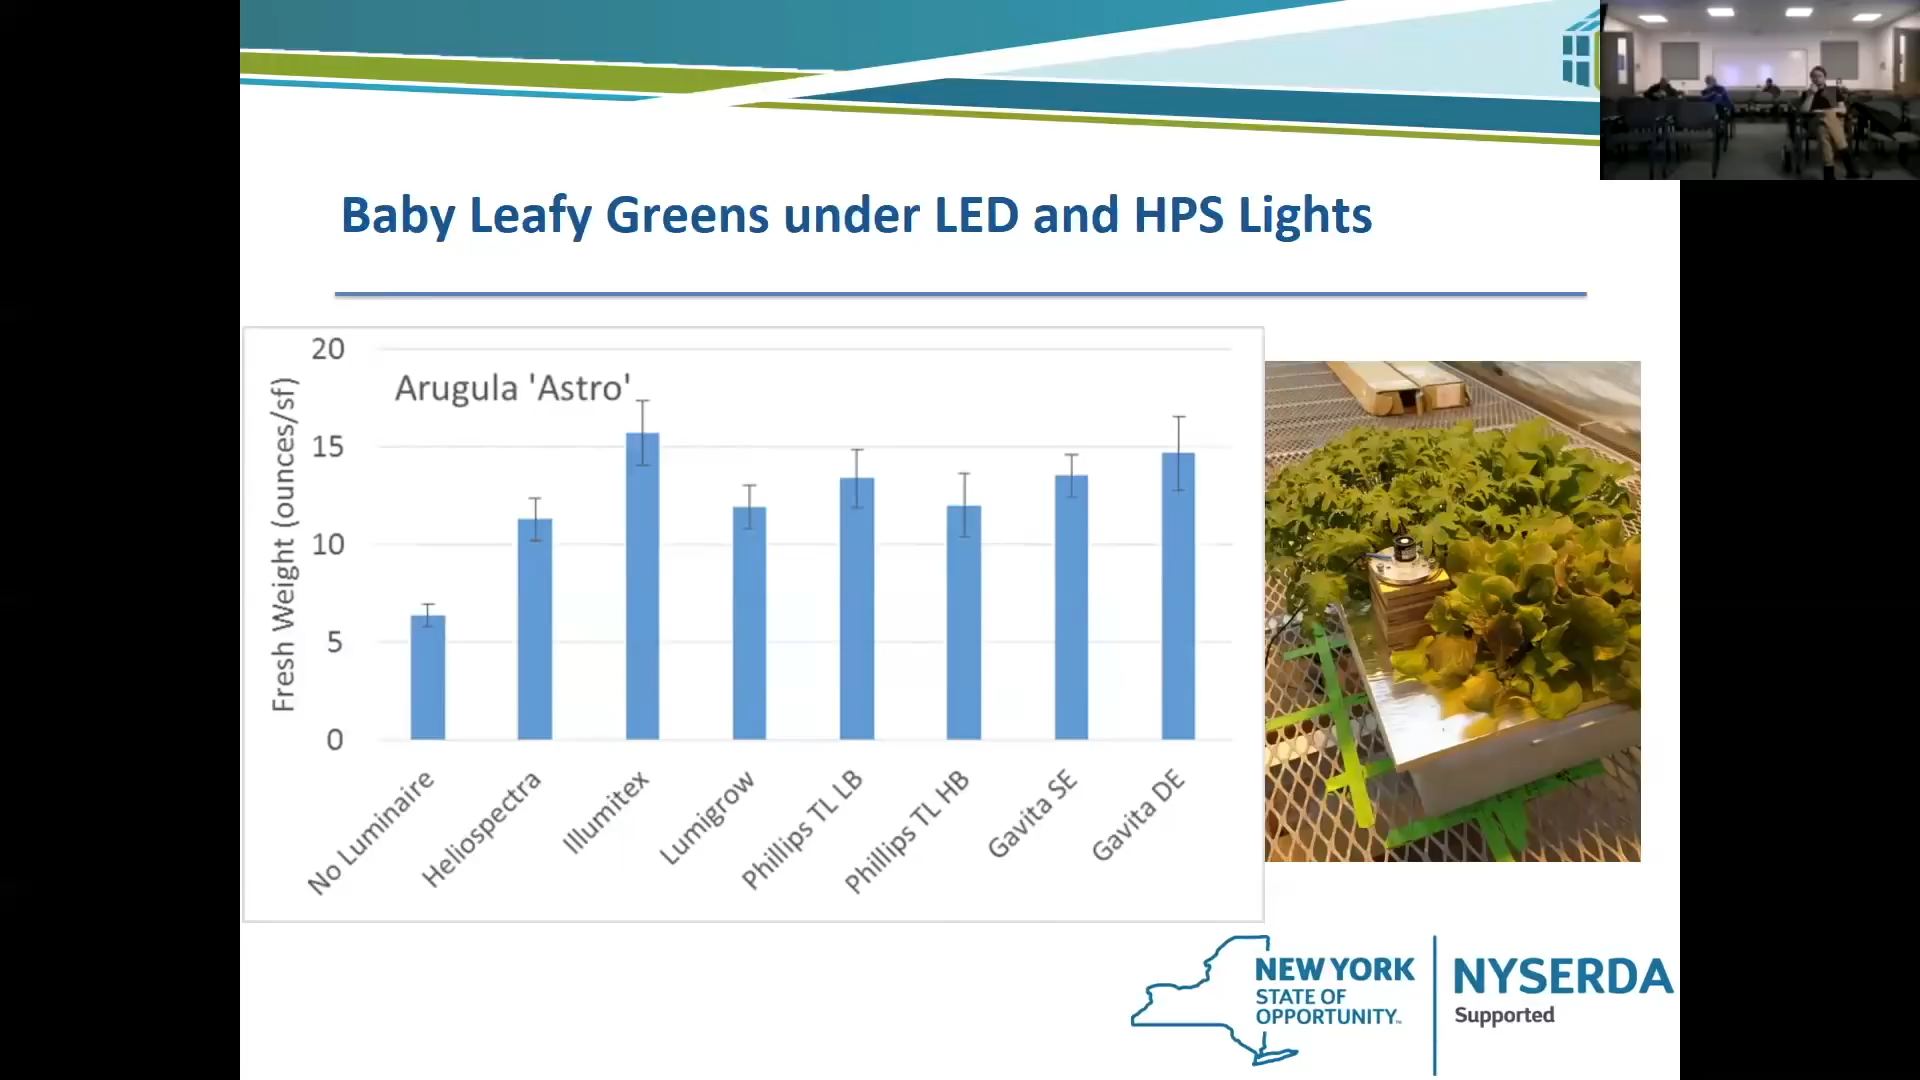 Baby Leafy Greens under LED and HPS Lights
Arugula 'Astro'
Fresh Weight (ounces/sf)
20
15
10
5
0
No Luminaire
Heliospectra
Illumitex
Lumigrow
Phillips TL LB
Phillips TL HB
Gavita SE
Gavita DE
NEW YORK
STATE OF
OPPORTUNITY™
NYSERDA
Supported